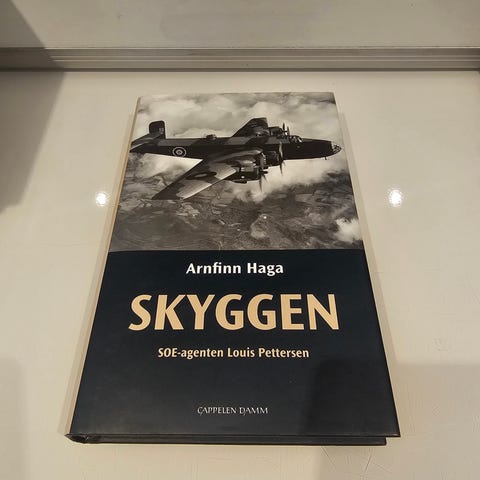 Arnfinn Haga
SKYGGEN
SOE-agenten Louis Pettersen
CAPPELEN DAMM